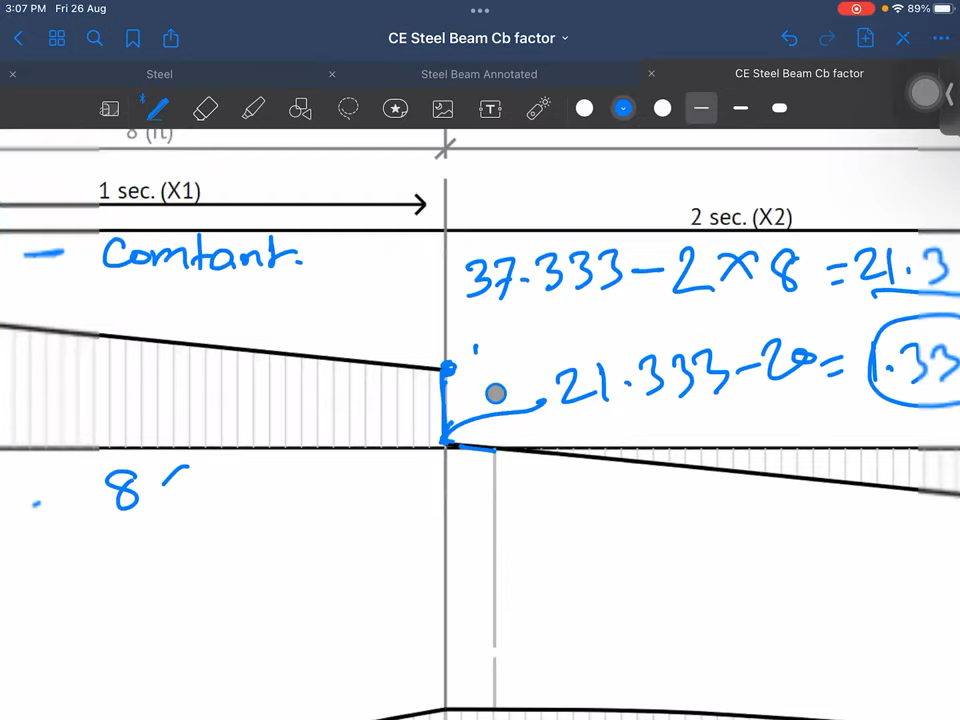 3:07 PM Fri 26 Aug
89%
CE Steel Beam Cb factor
Steel
Steel Beam Annotated
CE Steel Beam Cb factor
8 (ft)
1 sec. (X1)
2 sec. (X2)
Comtant.
37.333-2×8=21.3
21.333-20=1.33
8